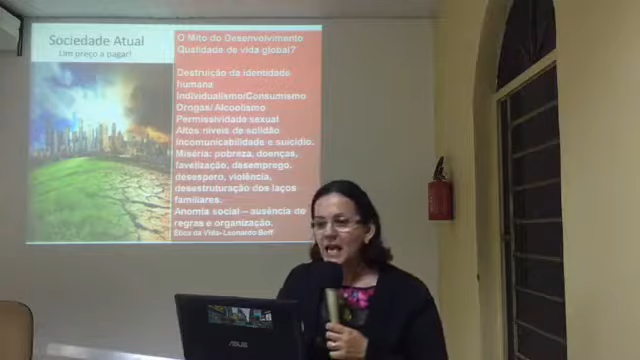 Sociedade Atual
Um preço a pagar!
O Mito do Desenvolvimento
Qualidade de vida global?
Destruição da identidade
humana
Individualismo/Consumismo
Drogas/ Alcoolismo
Permissividade sexual
Altos níveis de solidão
Incomunicabilidade e suicídio.
Miséria: pobreza, doenças,
favelização, desemprego.
desespero, violência,
desestruturação dos laços
familiares.
Anomia social – ausência de
regras e organização.
Ética da Vida-Leonardo Boff
ASUS